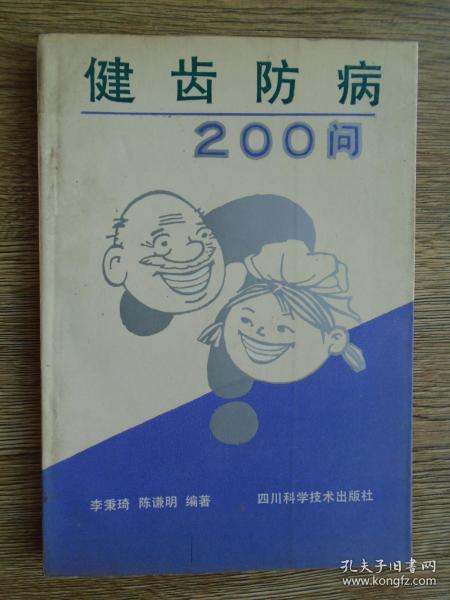 健齿防病
200问
李秉琦 陈谦明 编著 四川科学技术出版社
孔夫子旧书网
www.kongfz.com